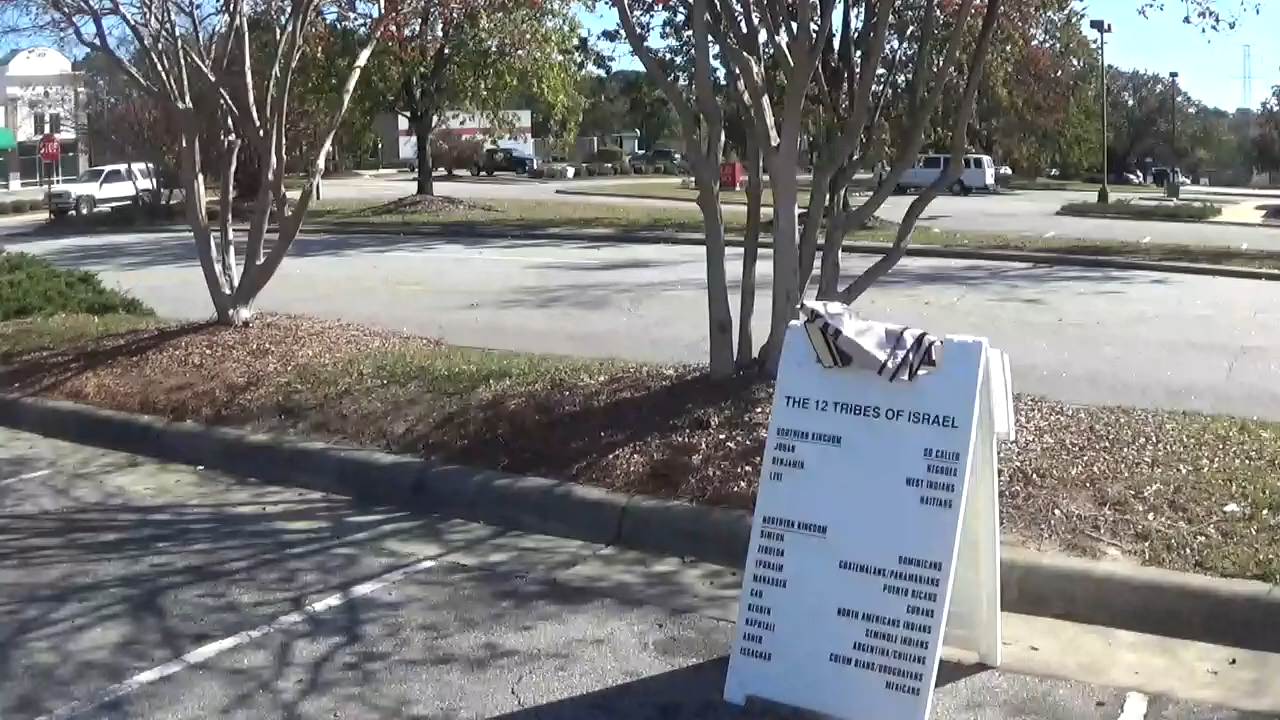 STOP
THE 12 TRIBES OF ISRAEL
SOUTHERN KINGDOM
JUDAH
BENJAMIN
LEVI
SO CALLED
NEGROES
WEST INDIANS
HAITIANS
NORTHERN KINGDOM
SIMEON
ZEBULON
EPHRAIM
MANASSEH
GAD
REUBEN
NAPHTALI
ASHER
ISSACHAR
DOMINICANS
GUATEMALANS/PANAMANIANS
PUERTO RICANS
CUBANS
NORTH AMERICANS INDIANS
SEMINOLE INDIANS
ARGENTINA/CHILEANS
COLUMBIANS/URUGUAYANS
MEXICANS